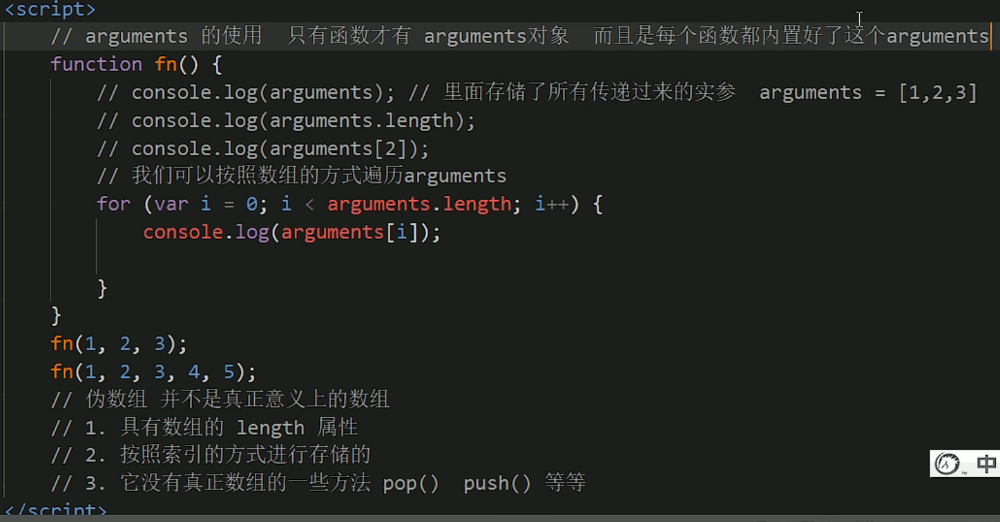 <script>
// arguments 的使用  只有函数才有 arguments对象  而且是每个函数都内置好了这个arguments
function fn() {
// console.log(arguments); // 里面存储了所有传递过来的实参  arguments = [1,2,3]
// console.log(arguments.length);
// console.log(arguments[2]);
// 我们可以按照数组的方式遍历arguments
for (var i = 0; i < arguments.length; i++) {
console.log(arguments[i]);
}
}
fn(1, 2, 3);
fn(1, 2, 3, 4, 5);
// 伪数组 并不是真正意义上的数组
// 1. 具有数组的 length 属性
// 2. 按照索引的方式进行存储的
// 3. 它没有真正数组的一些方法 pop()  push() 等等
中
</script>